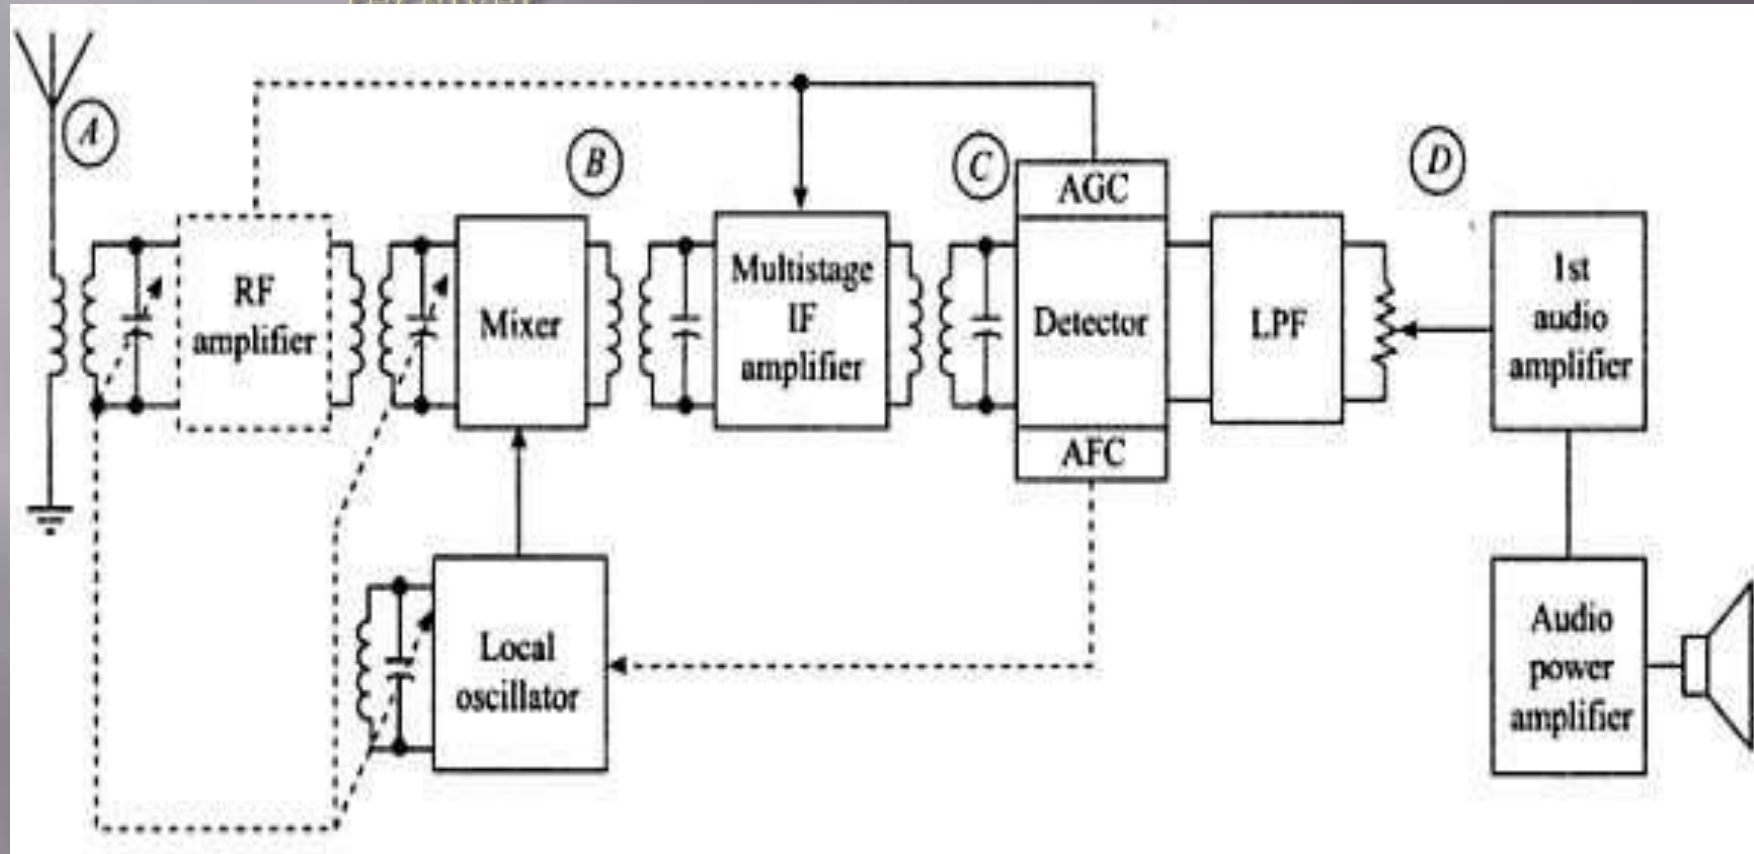 A
B
C
D
AGC
RF
amplifier
Mixer
Multistage
IF
amplifier
Detector
AFC
LPF
1st
audio
amplifier
Local
oscillator
Audio
power
amplifier